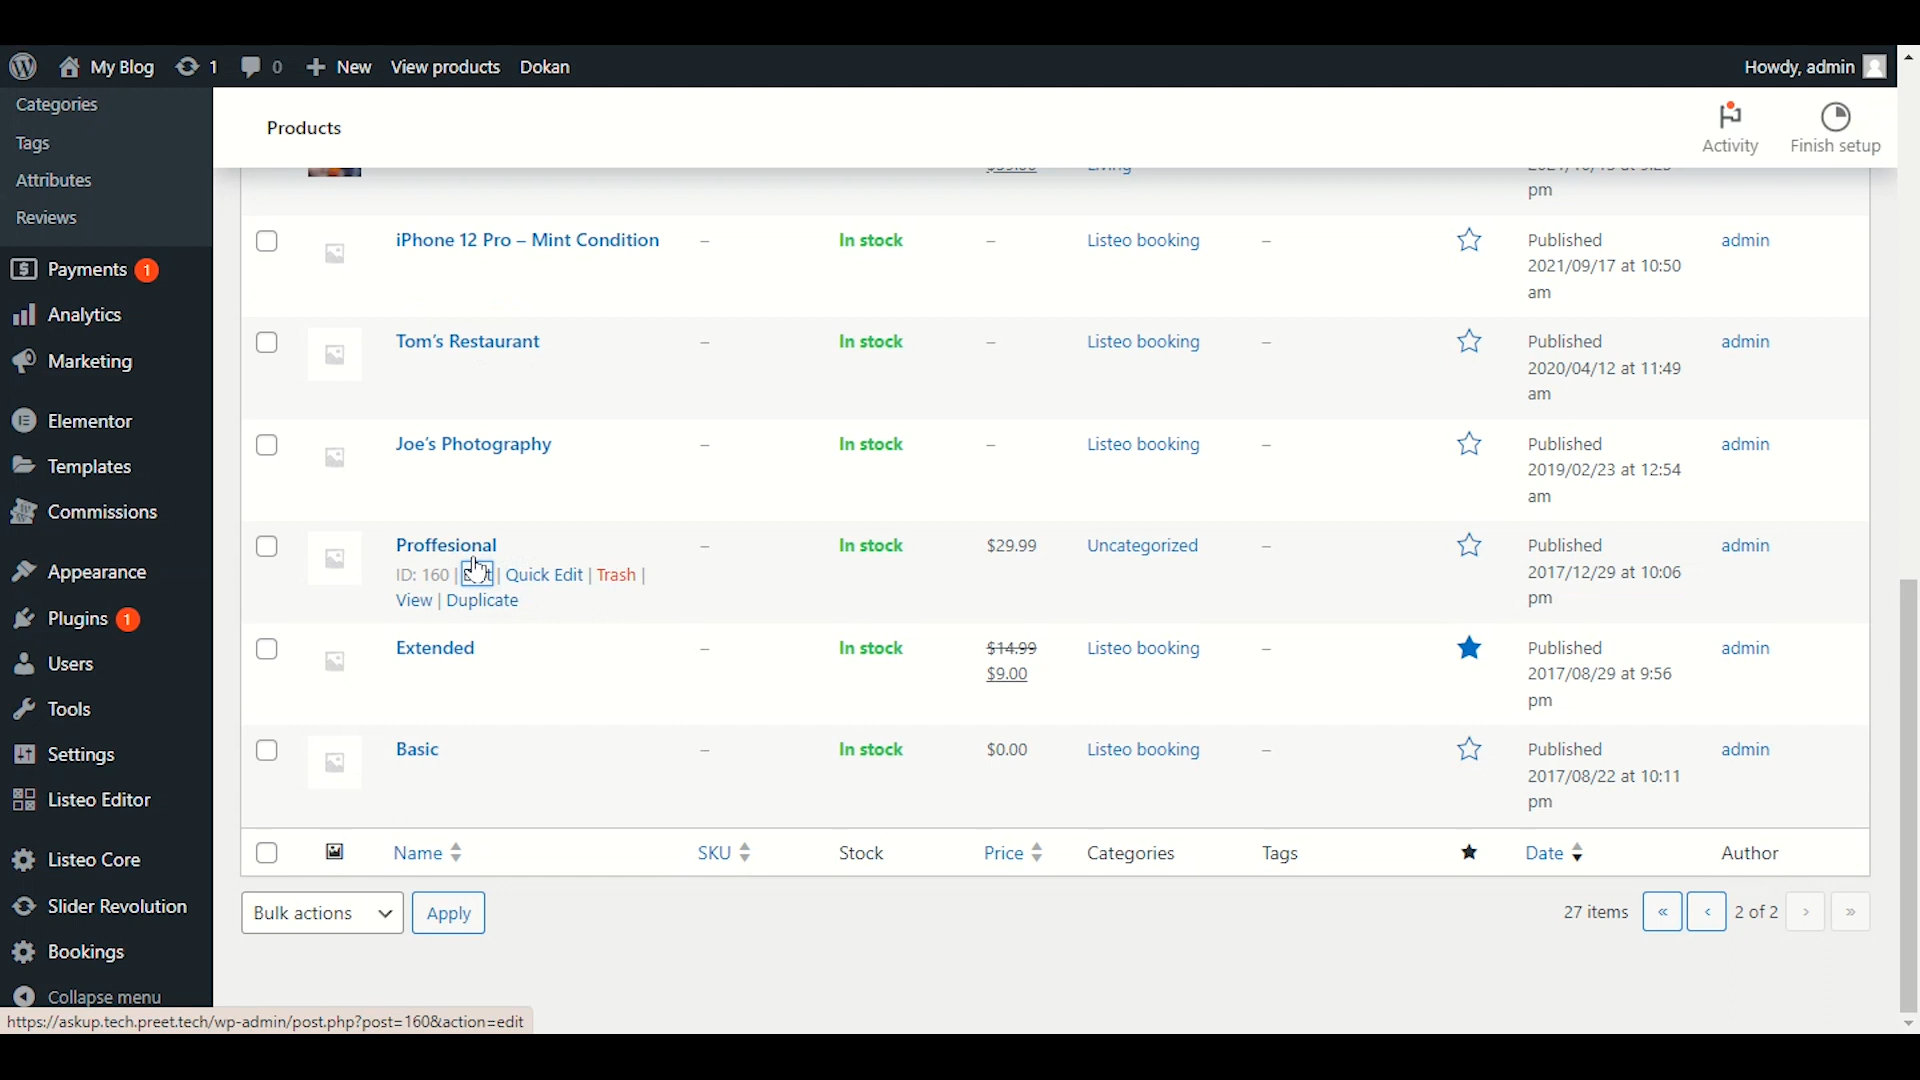 My Blog 1 0 New View products Dokan Howdy, admin
Categories
Tags
Attributes
Reviews
Payments 1
Analytics
Marketing
Elementor
Templates
Commissions
Appearance
Plugins 1
Users
Tools
Settings
Listeo Editor
Listeo Core
Slider Revolution
Bookings
Collapse menu
Products
Activity Finish setup
pm
iPhone 12 Pro – Mint Condition – In stock – Listeo booking – Published admin
2021/09/17 at 10:50
am
Tom's Restaurant – In stock – Listeo booking – Published admin
2020/04/12 at 11:49
am
Joe's Photography – In stock – Listeo booking – Published admin
2019/02/23 at 12:54
am
Proffesional – In stock $29.99 Uncategorized – Published admin
ID: 160 | | Quick Edit | Trash | 2017/12/29 at 10:06
View | Duplicate pm
Extended – In stock $14.99 Listeo booking – Published admin
$9.00 2017/08/29 at 9:56
pm
Basic – In stock $0.00 Listeo booking – Published admin
2017/08/22 at 10:11
pm
Name SKU Stock Price Categories Tags Date Author
Bulk actions Apply 27 items « ‹ 2 of 2 › »
https://askup.tech.preet.tech/wp-admin/post.php?post=160&action=edit